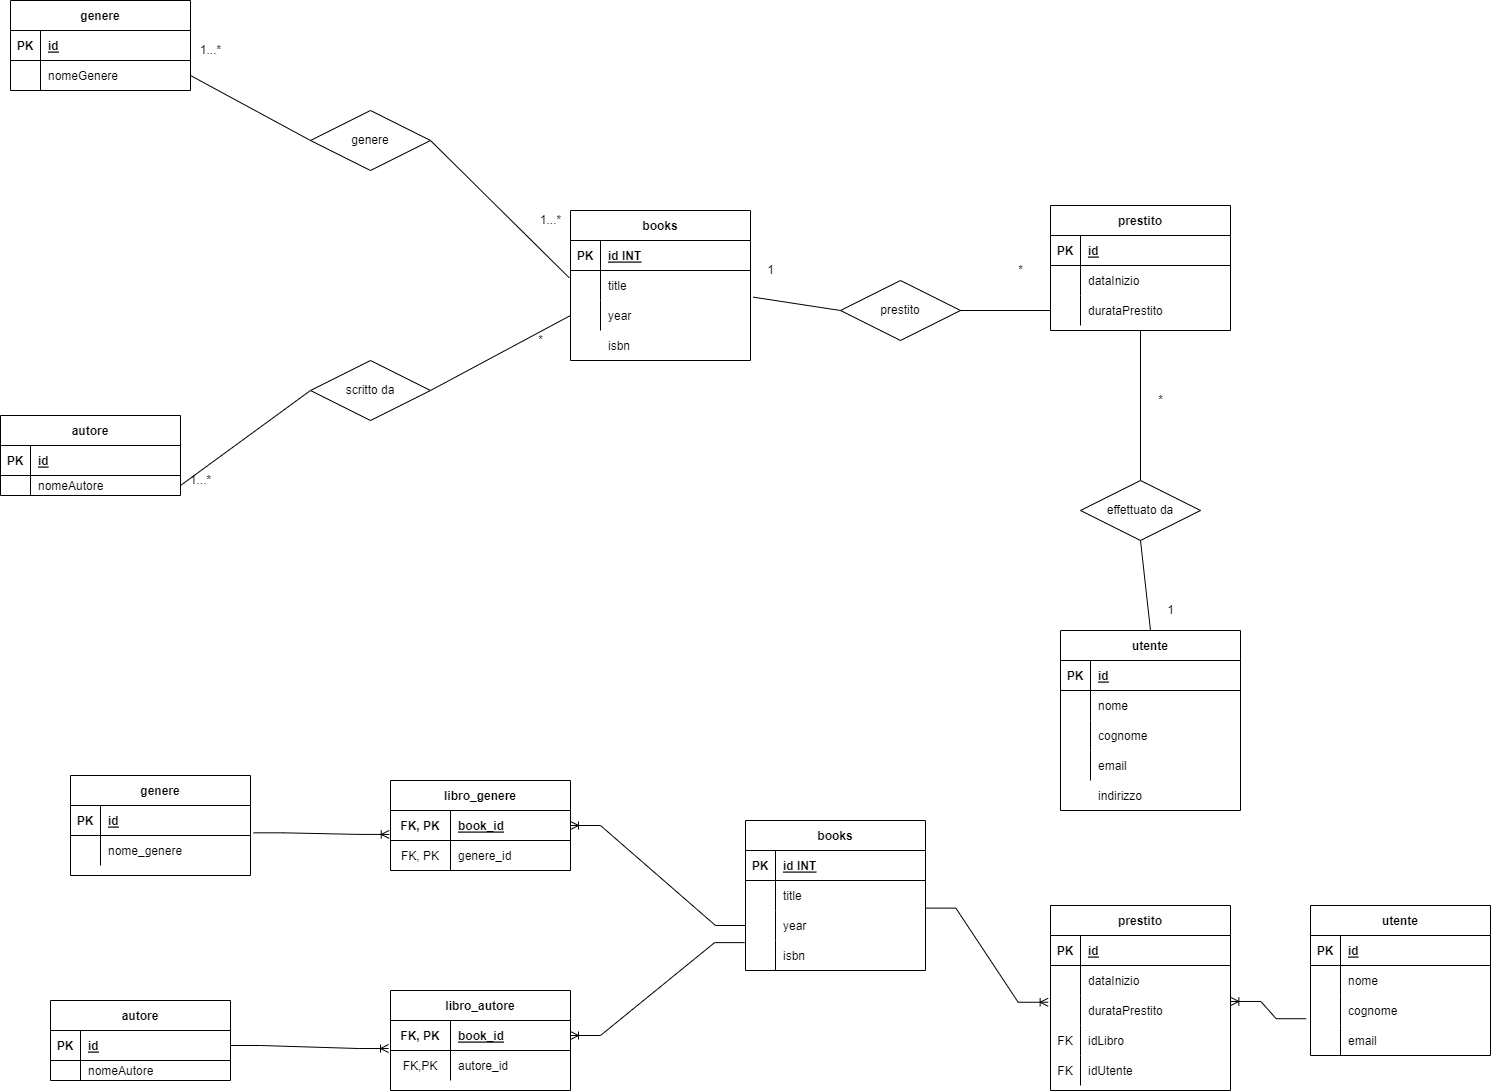 genere
PK id
nomeGenere
1...*
genere
1...*
books
PK id INT
title
year
isbn
1
prestito
*
prestito
PK id
dataInizio
durataPrestito
*
scritto da
autore
PK id
nomeAutore
1...*
*
effettuato da
1
utente
PK id
nome
cognome
email
indirizzo
genere
PK id
nome_genere
libro_genere
FK, PK book_id
FK, PK genere_id
books
PK id INT
title
year
isbn
prestito
PK id
dataInizio
durataPrestito
FK idLibro
FK idUtente
utente
PK id
nome
cognome
email
autore
PK id
nomeAutore
libro_autore
FK, PK book_id
FK,PK autore_id